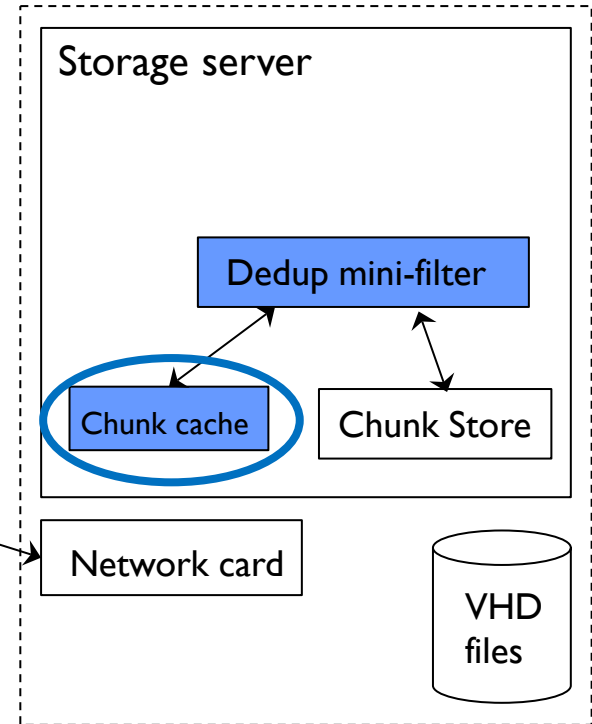 Storage server
Dedup mini-filter
Chunk cache
Chunk Store
Network card
VHD
files